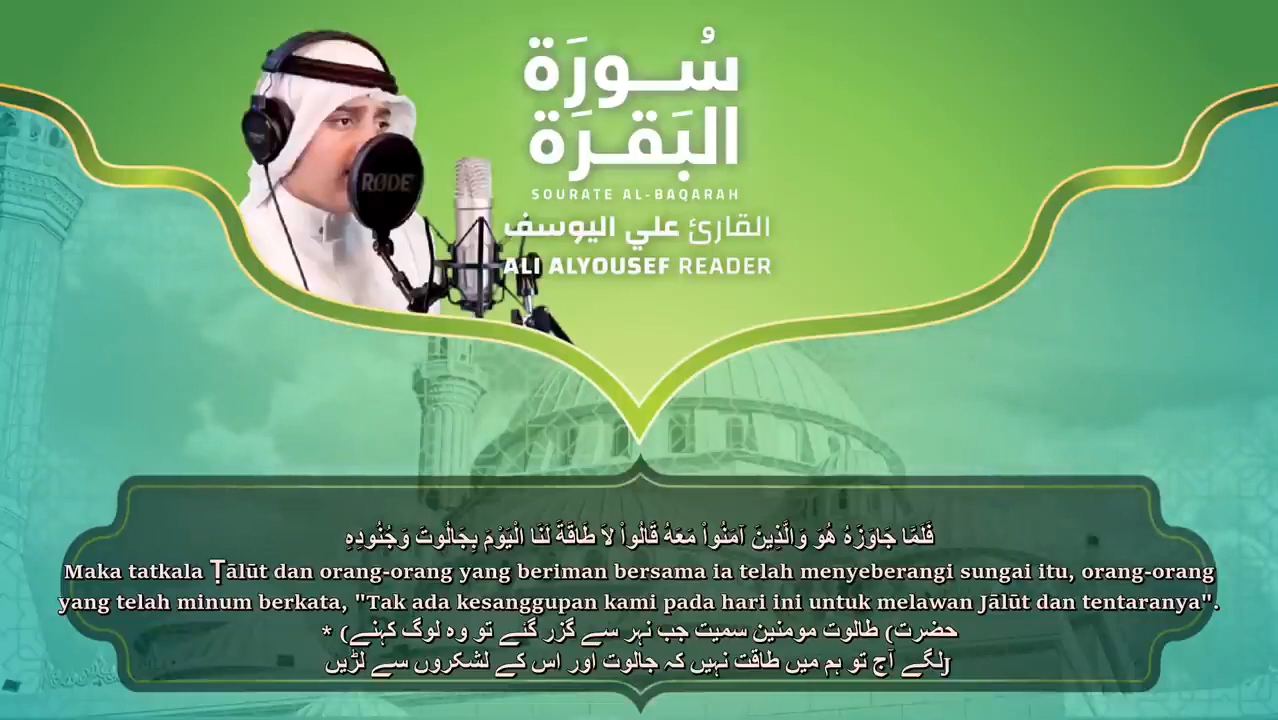 سُورَة
البَقَرَة
SOURATE AL-BAQARAH
القارئ علي اليوسف
ALI ALYOUSEF READER
RØDE
فَلَمَّا جَاوَزَهُ هُوَ وَالَّذِينَ آمَنُواْ مَعَهُ قَالُواْ لاَ طَاقَةَ لَنَا الْيَوْمَ بِجَالُوتَ وَجُنُودِهِ
Maka tatkala Ṭālūt dan orang-orang yang beriman bersama ia telah menyeberangi sungai itu, orang-orang
yang telah minum berkata, "Tak ada kesanggupan kami pada hari ini untuk melawan Jālūt dan tentaranya".
حضرت) طالوت مومنین سمیت جب نہر سے گزر گئے تو وہ لوگ کہنے) *
لگے آج تو ہم میں طاقت نہیں کہ جالوت اور اس کے لشکروں سے لڑیں